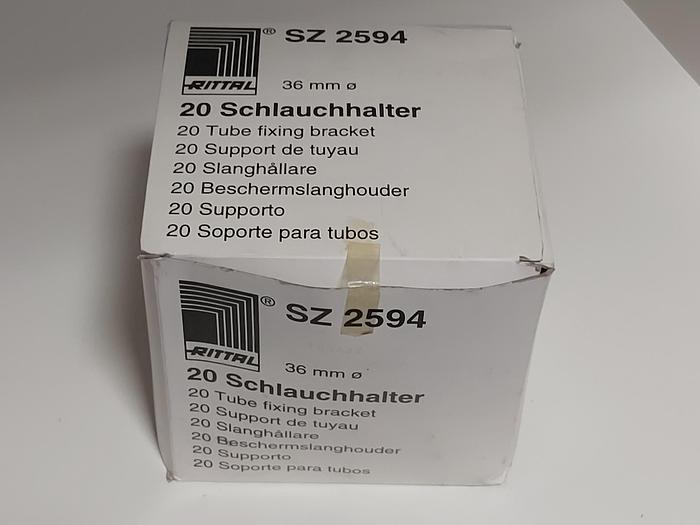 RITTAL ® SZ 2594
36 mm ø
20 Schlauchhalter
20 Tube fixing bracket
20 Support de tuyau
20 Slanghållare
20 Beschermslanghouder
20 Supporto
20 Soporte para tubos
RITTAL ® SZ 2594
36 mm ø
20 Schlauchhalter
20 Tube fixing bracket
20 Support de tuyau
20 Slanghållare
20 Beschermslanghouder
20 Supporto
20 Soporte para tubos